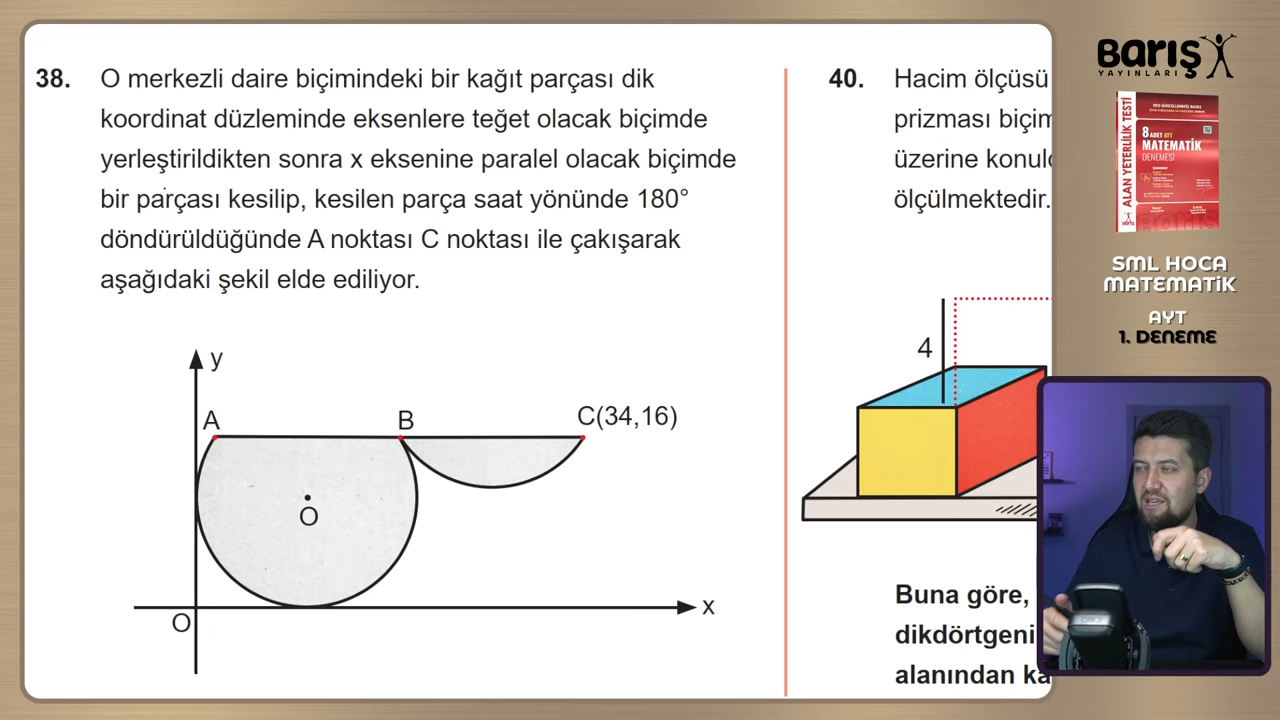 38. O merkezli daire biçimindeki bir kağıt parçası dik
koordinat düzleminde eksenlere teğet olacak biçimde
yerleştirildikten sonra x eksenine paralel olacak biçimde
bir parçası kesilip, kesilen parça saat yönünde 180°
döndürüldüğünde A noktası C noktası ile çakışarak
aşağıdaki şekil elde ediliyor.
y
A
B
C(34,16)
O
x
O
40. Hacim ölçüsü
prizması biçim
üzerine konul
ölçülmektedir.
4
Buna göre,
dikdörtgeni
alanından ka
BARIŞ
YAYINLARI
ALAN YETERLİLİK TESTİ
8 ADET AYT
MATEMATİK
DENEMESİ
BARIŞ
SML HOCA
MATEMATİK
AYT
1. DENEME